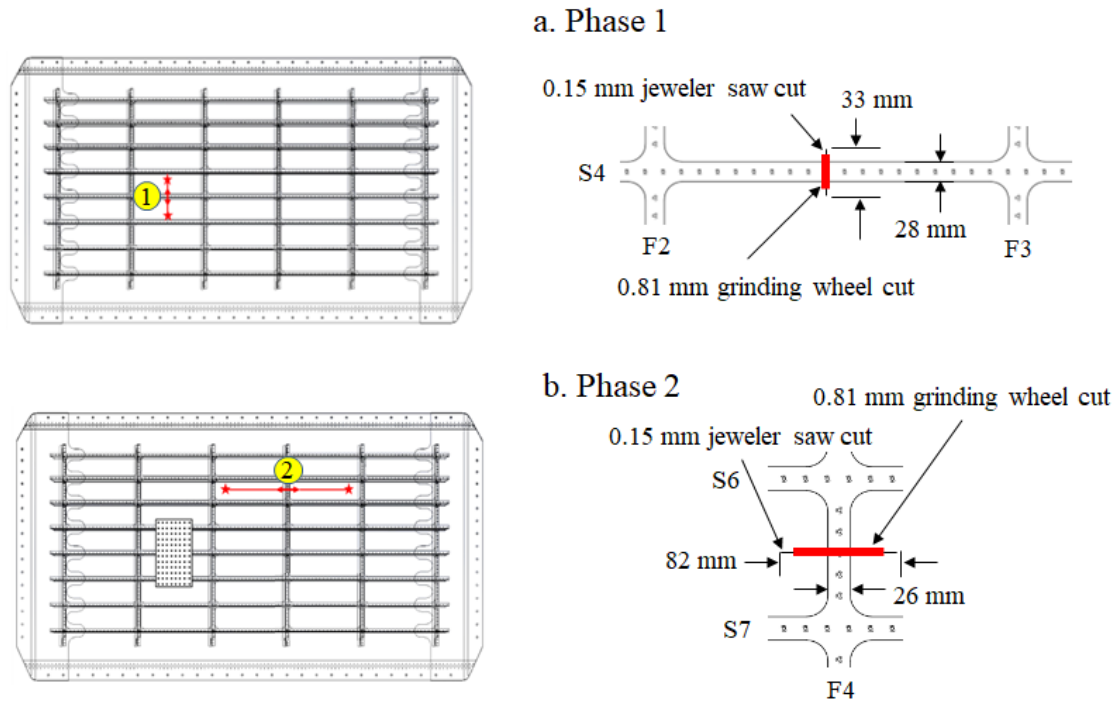 a. Phase 1
0.15 mm jeweler saw cut
33 mm
S4
1
28 mm
F2
F3
0.81 mm grinding wheel cut
b. Phase 2
0.81 mm grinding wheel cut
0.15 mm jeweler saw cut
2
S6
82 mm
26 mm
S7
F4